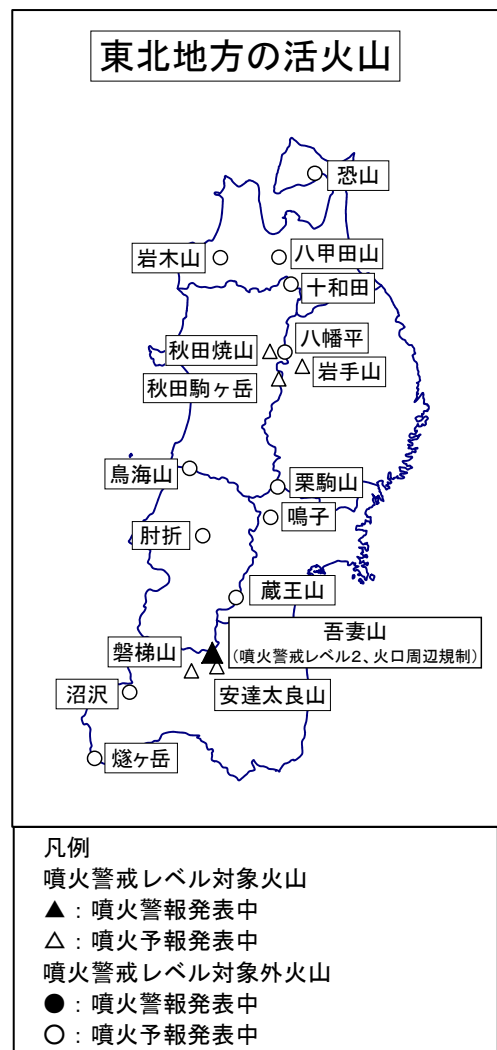 東北地方の活火山
恐山
岩木山
八甲田山
十和田
八幡平
秋田焼山
岩手山
秋田駒ヶ岳
鳥海山
栗駒山
鳴子
肘折
蔵王山
吾妻山
(噴火警戒レベル2、火口周辺規制)
磐梯山
安達太良山
沼沢
燧ヶ岳
凡例
噴火警戒レベル対象火山
▲：噴火警報発表中
△：噴火予報発表中
噴火警戒レベル対象外火山
●：噴火警報発表中
○：噴火予報発表中